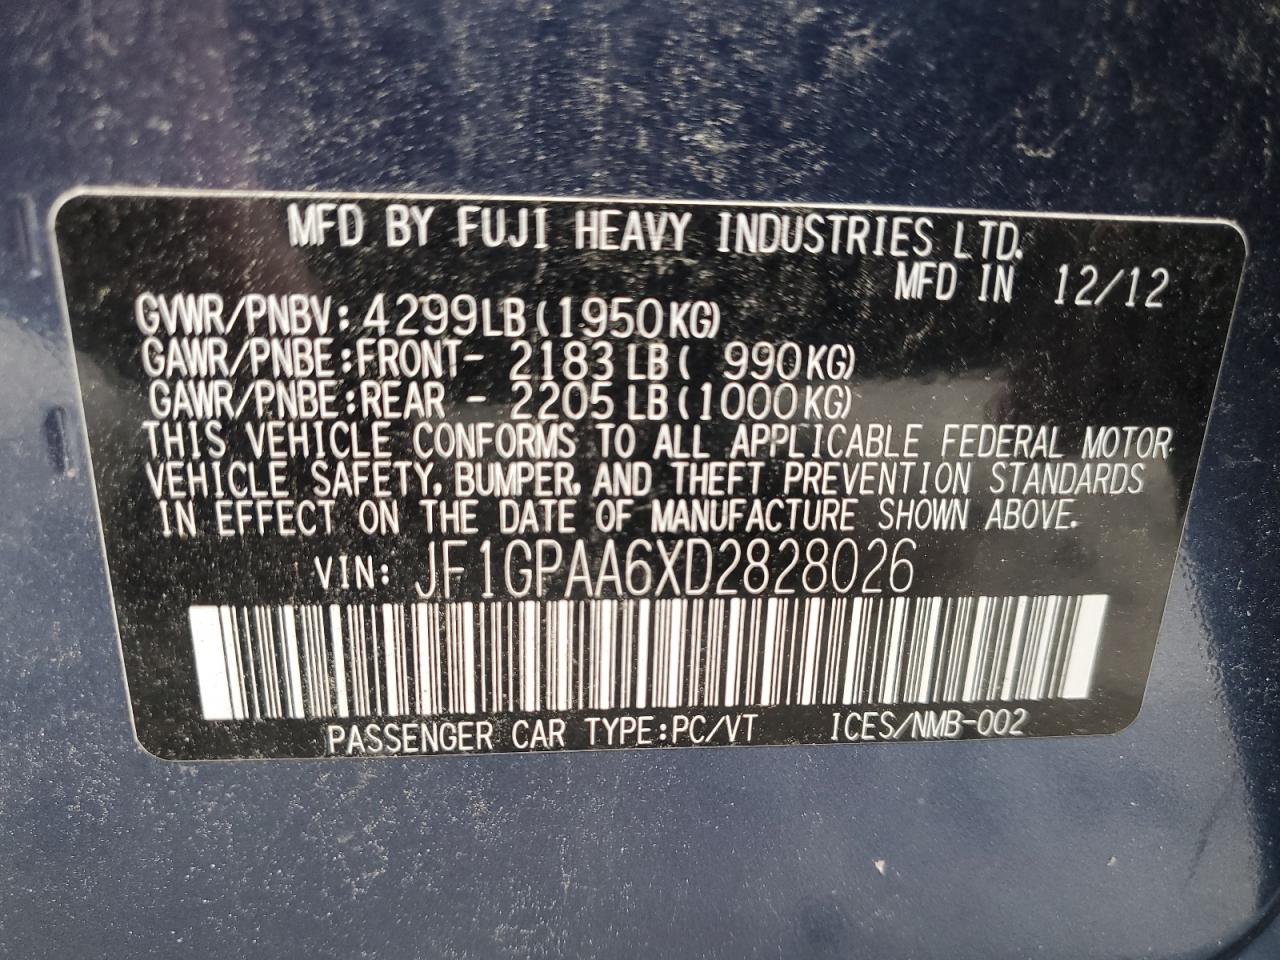 MFD BY FUJI HEAVY INDUSTRIES LTD.
MFD IN 12/12
GVWR/PNBV: 4299LB (1950KG)
GAWR/PNBE:FRONT- 2183 LB ( 990KG)
GAWR/PNBE:REAR - 2205 LB (1000KG)
THIS VEHICLE CONFORMS TO ALL APPLICABLE FEDERAL MOTOR
VEHICLE SAFETY, BUMPER, AND THEFT PREVENTION STANDARDS
IN EFFECT ON THE DATE OF MANUFACTURE SHOWN ABOVE.
VIN: JF1GPAA6XD2828026
PASSENGER CAR TYPE:PC/VT ICES/NMB-002